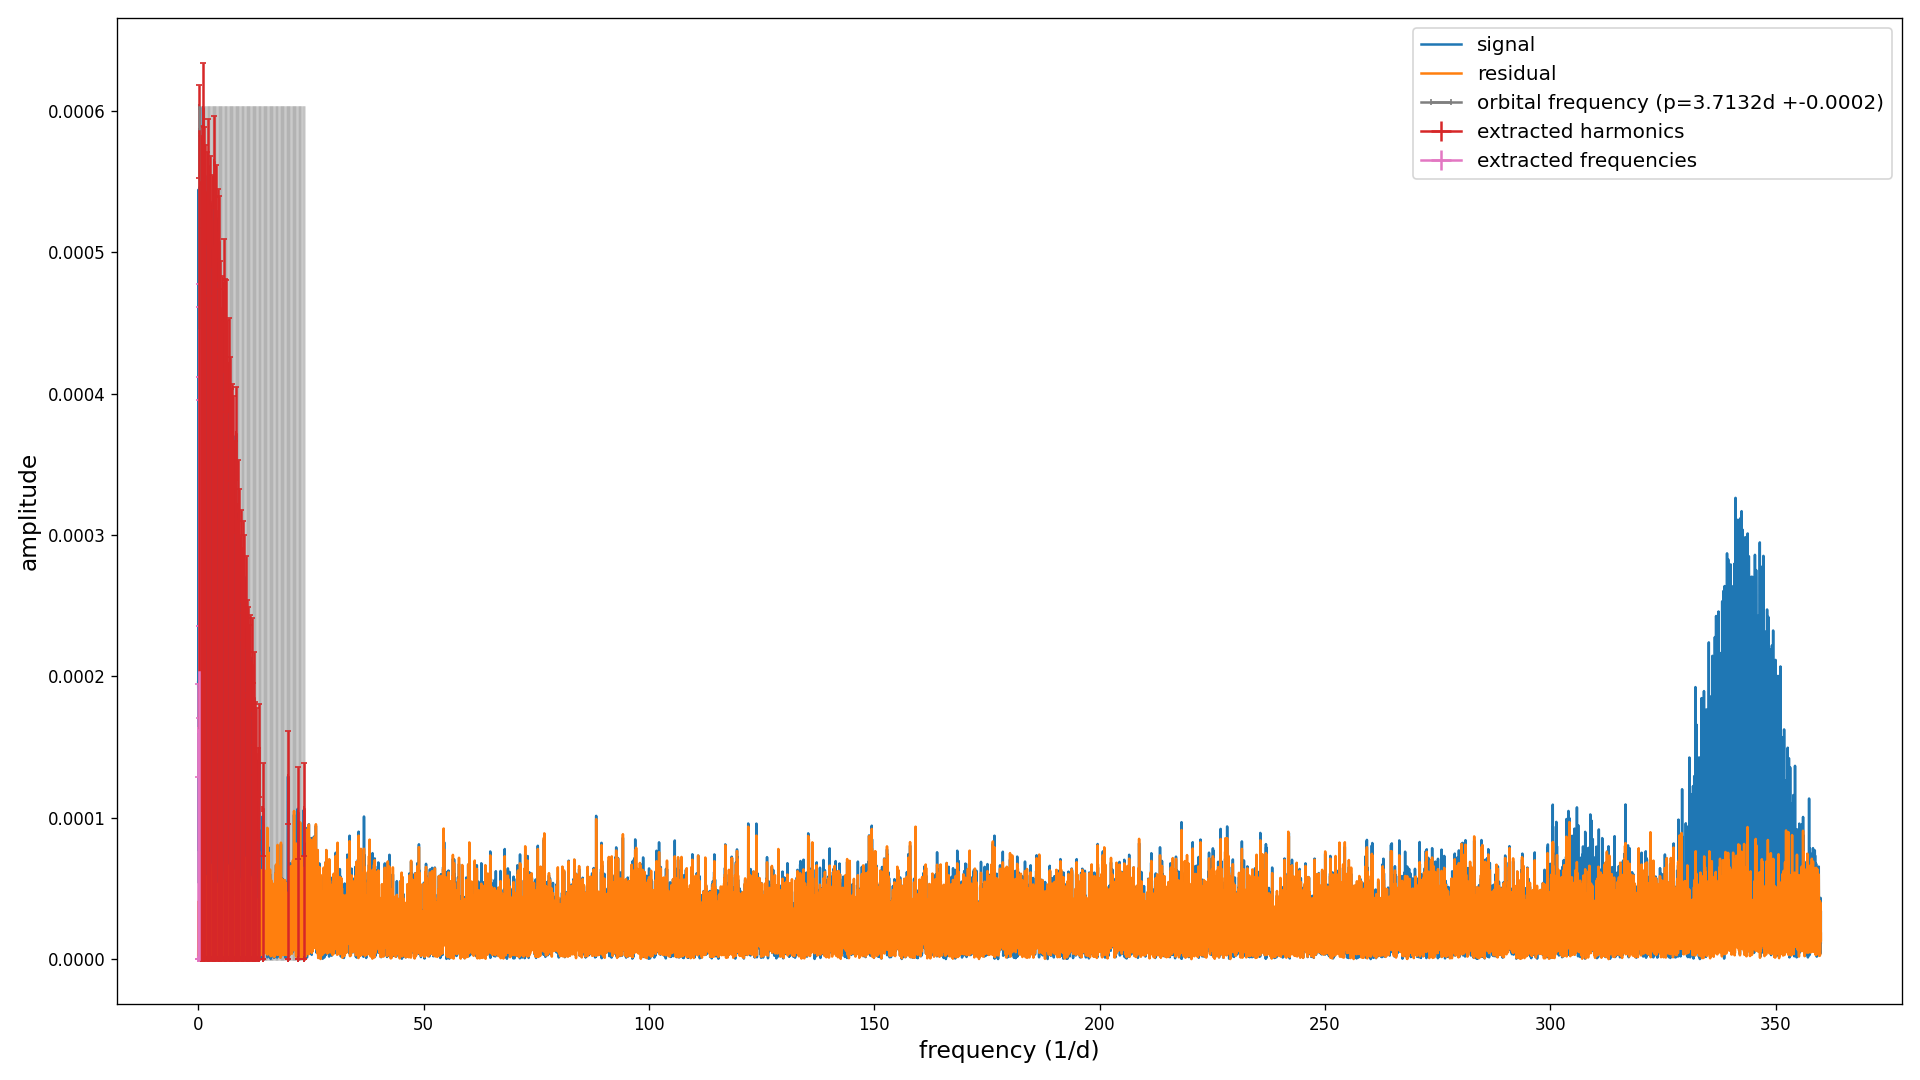 signal
residual
orbital frequency (p=3.7132d +-0.0002)
extracted harmonics
extracted frequencies
amplitude
0.0006
0.0005
0.0004
0.0003
0.0002
0.0001
0.0000
0 50 100 150 200 250 300 350
frequency (1/d)